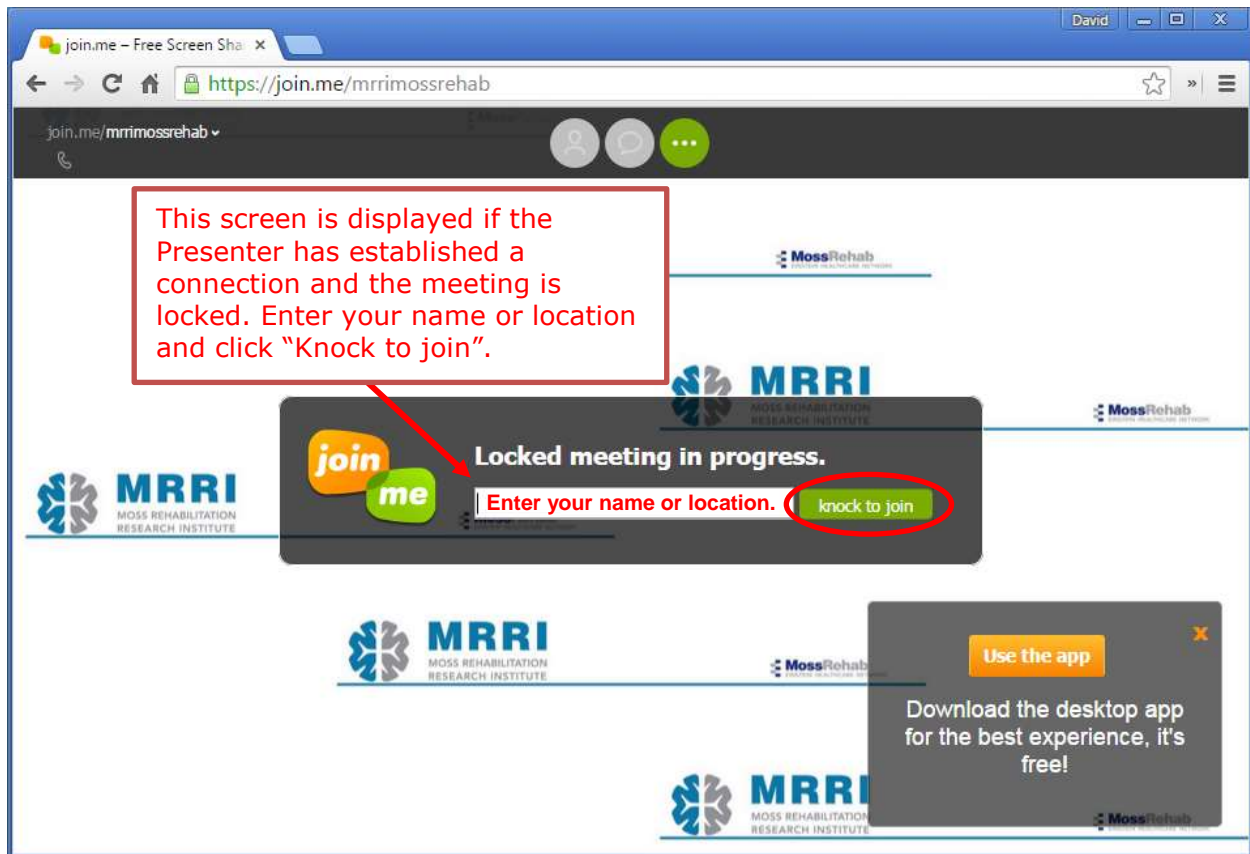 David
join.me – Free Screen Sha
https://join.me/mrrimossrehab
join.me/mrrimossrehab
This screen is displayed if the
Presenter has established a
connection and the meeting is
locked. Enter your name or location
and click “Knock to join”.
MossRehab
MRRI
MOSS REHABILITATION
RESEARCH INSTITUTE
MossRehab
join
me
Locked meeting in progress.
Enter your name or location.
knock to join
MRRI
MOSS REHABILITATION
RESEARCH INSTITUTE
MRRI
MOSS REHABILITATION
RESEARCH INSTITUTE
MossRehab
x
Use the app
Download the desktop app
for the best experience, it's
free!
MRRI
MOSS REHABILITATION
RESEARCH INSTITUTE
MossRehab